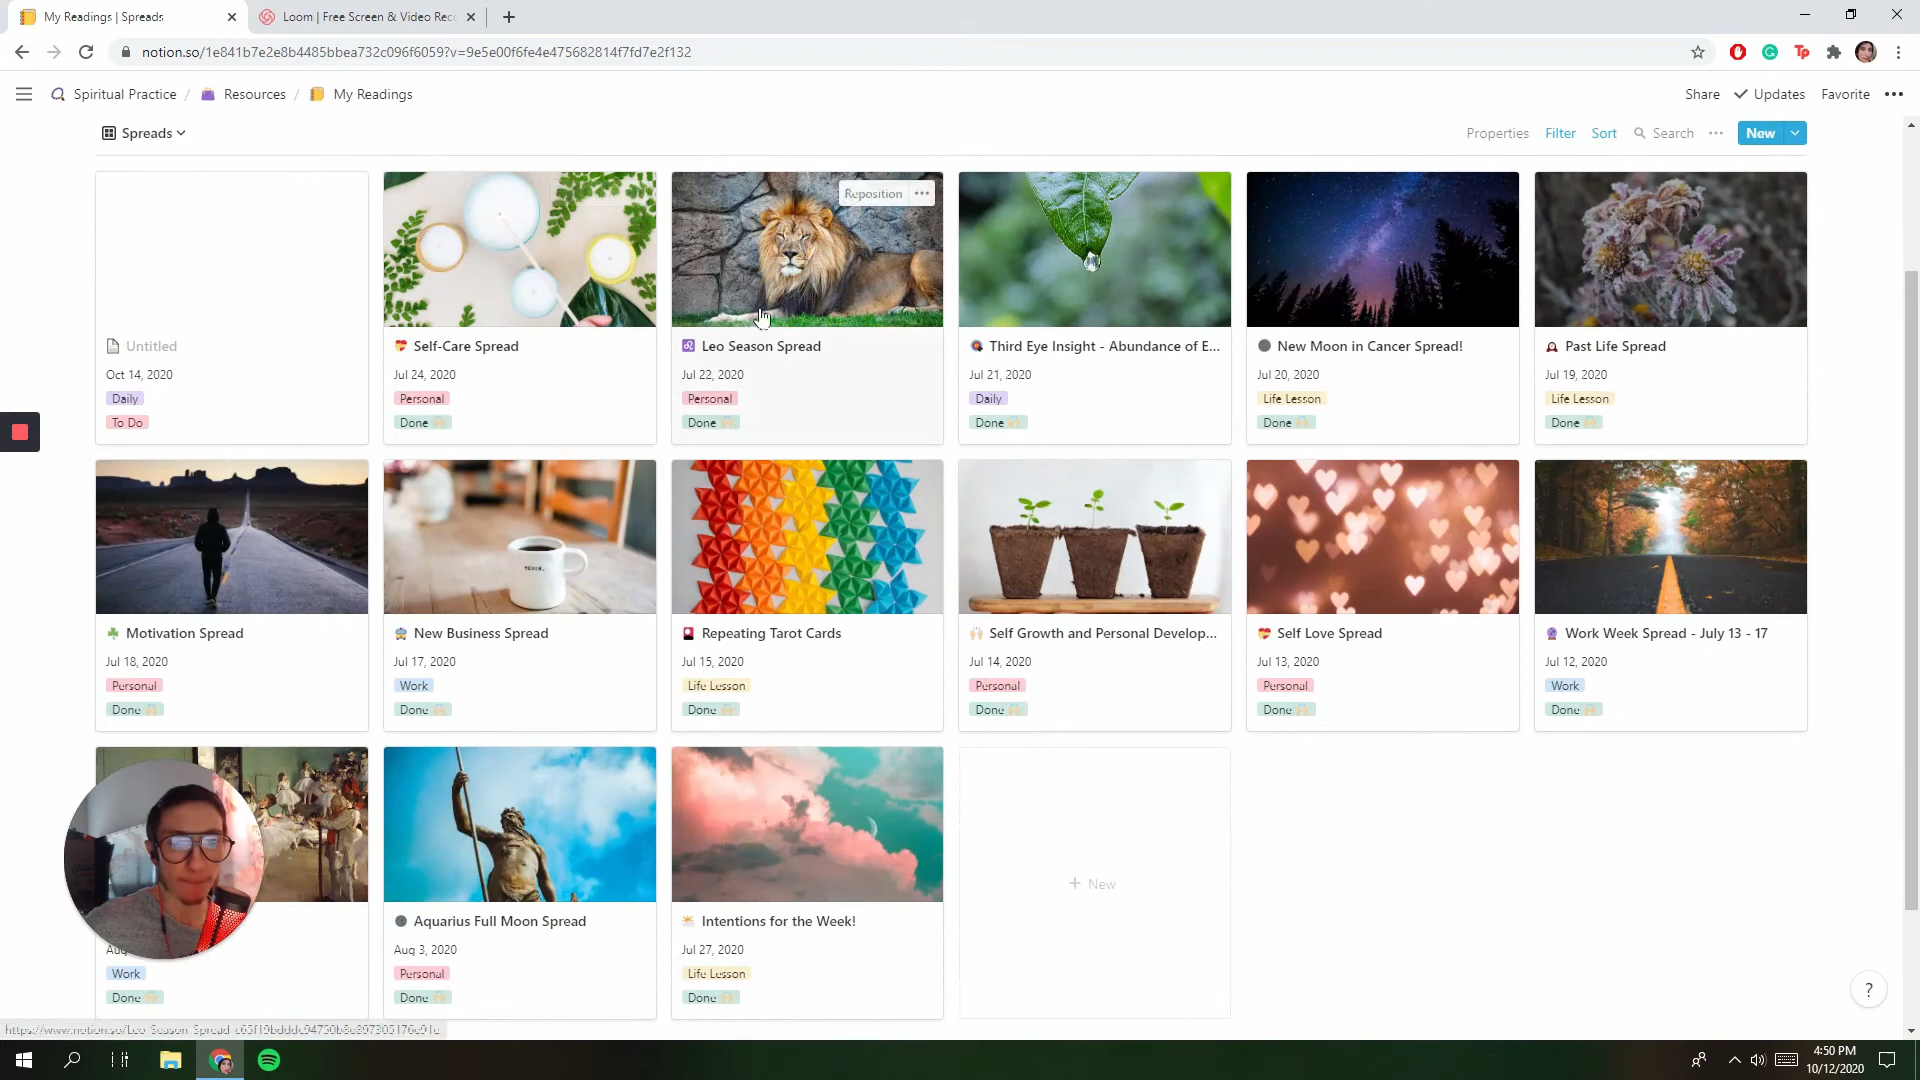 My Readings | Spreads
Loom | Free Screen & Video Reco
notion.so/1e841b7e2e8b4485bbea732c096f6059?v=9e5e00f6fe4e475682814f7fd7e2f132
Spiritual Practice / Resources / My Readings
Share Updates Favorite
Spreads
Properties Filter Sort Search New
Reposition
Untitled
Oct 14, 2020
Daily
To Do
Self-Care Spread
Jul 24, 2020
Personal
Done
Leo Season Spread
Jul 22, 2020
Personal
Done
Third Eye Insight - Abundance of E...
Jul 21, 2020
Daily
Done
New Moon in Cancer Spread!
Jul 20, 2020
Life Lesson
Done
Past Life Spread
Jul 19, 2020
Life Lesson
Done
Motivation Spread
Jul 18, 2020
Personal
Done
New Business Spread
Jul 17, 2020
Work
Done
Repeating Tarot Cards
Jul 15, 2020
Life Lesson
Done
Self Growth and Personal Develop...
Jul 14, 2020
Personal
Done
Self Love Spread
Jul 13, 2020
Personal
Done
Work Week Spread - July 13 - 17
Jul 12, 2020
Work
Done
Work
Done
Aquarius Full Moon Spread
Aug 3, 2020
Personal
Done
Intentions for the Week!
Jul 27, 2020
Life Lesson
Done
+ New
?
4:50 PM
10/12/2020